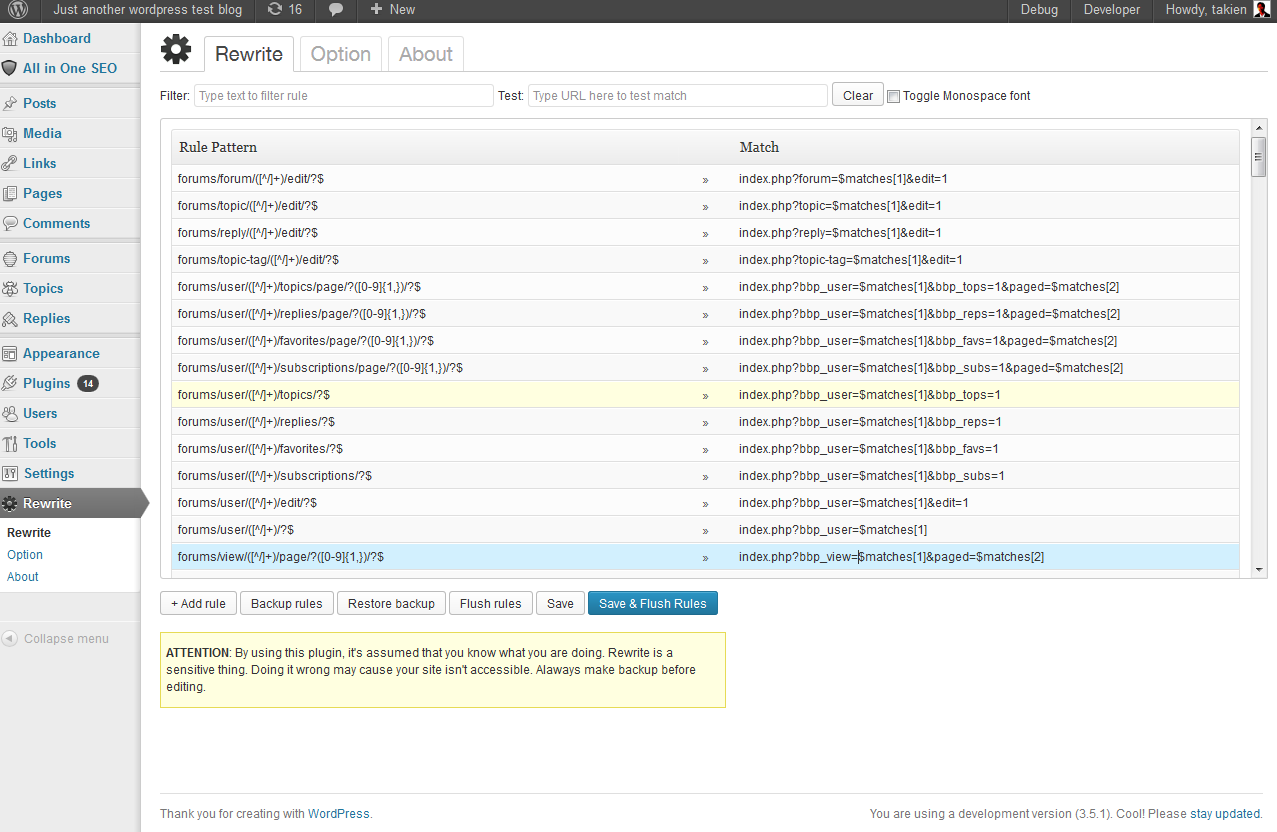 Just another wordpress test blog 16 New Debug Developer Howdy, takien
Dashboard
All in One SEO
Posts
Media
Links
Pages
Comments
Forums
Topics
Replies
Appearance
Plugins 14
Users
Tools
Settings
Rewrite
Rewrite
Option
About
Collapse menu
Rewrite Option About
Filter: Type text to filter rule Test: Type URL here to test match Clear Toggle Monospace font
Rule Pattern Match
forums/forum/([^/]+)/edit/?$ » index.php?forum=$matches[1]&edit=1
forums/topic/([^/]+)/edit/?$ » index.php?topic=$matches[1]&edit=1
forums/reply/([^/]+)/edit/?$ » index.php?reply=$matches[1]&edit=1
forums/topic-tag/([^/]+)/edit/?$ » index.php?topic-tag=$matches[1]&edit=1
forums/user/([^/]+)/topics/page/?([0-9]{1,})/?$ » index.php?bbp_user=$matches[1]&bbp_tops=1&paged=$matches[2]
forums/user/([^/]+)/replies/page/?([0-9]{1,})/?$ » index.php?bbp_user=$matches[1]&bbp_reps=1&paged=$matches[2]
forums/user/([^/]+)/favorites/page/?([0-9]{1,})/?$ » index.php?bbp_user=$matches[1]&bbp_favs=1&paged=$matches[2]
forums/user/([^/]+)/subscriptions/page/?([0-9]{1,})/?$ » index.php?bbp_user=$matches[1]&bbp_subs=1&paged=$matches[2]
forums/user/([^/]+)/topics/?$ » index.php?bbp_user=$matches[1]&bbp_tops=1
forums/user/([^/]+)/replies/?$ » index.php?bbp_user=$matches[1]&bbp_reps=1
forums/user/([^/]+)/favorites/?$ » index.php?bbp_user=$matches[1]&bbp_favs=1
forums/user/([^/]+)/subscriptions/?$ » index.php?bbp_user=$matches[1]&bbp_subs=1
forums/user/([^/]+)/edit/?$ » index.php?bbp_user=$matches[1]&edit=1
forums/user/([^/]+)/?$ » index.php?bbp_user=$matches[1]
forums/view/([^/]+)/page/?([0-9]{1,})/?$ » index.php?bbp_view=$matches[1]&paged=$matches[2]
+ Add rule Backup rules Restore backup Flush rules Save Save & Flush Rules
ATTENTION: By using this plugin, it's assumed that you know what you are doing. Rewrite is a
sensitive thing. Doing it wrong may cause your site isn't accessible. Alaways make backup before
editing.
Thank you for creating with WordPress. You are using a development version (3.5.1). Cool! Please stay updated.